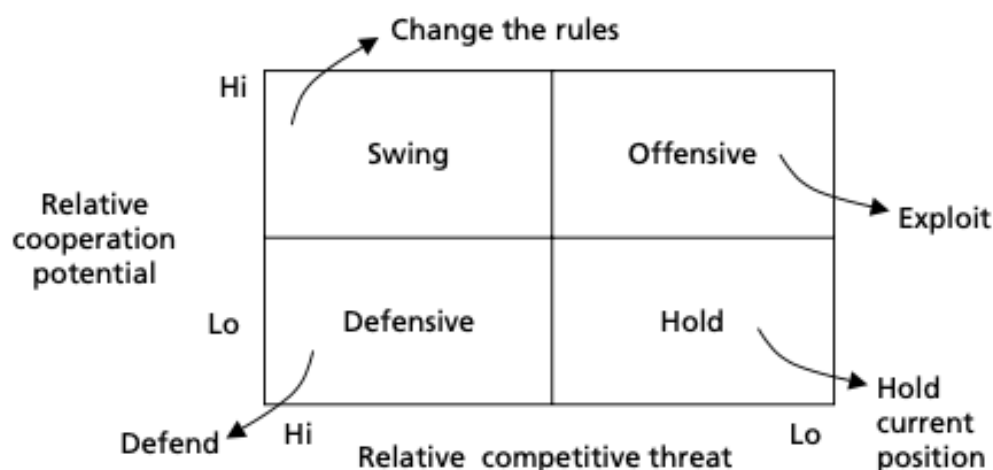 Change the rules
Hi
Swing
Offensive
Relative
cooperation
potential
Exploit
Lo
Defensive
Hold
Hold
current
position
Defend
Hi
Lo
Relative competitive threat